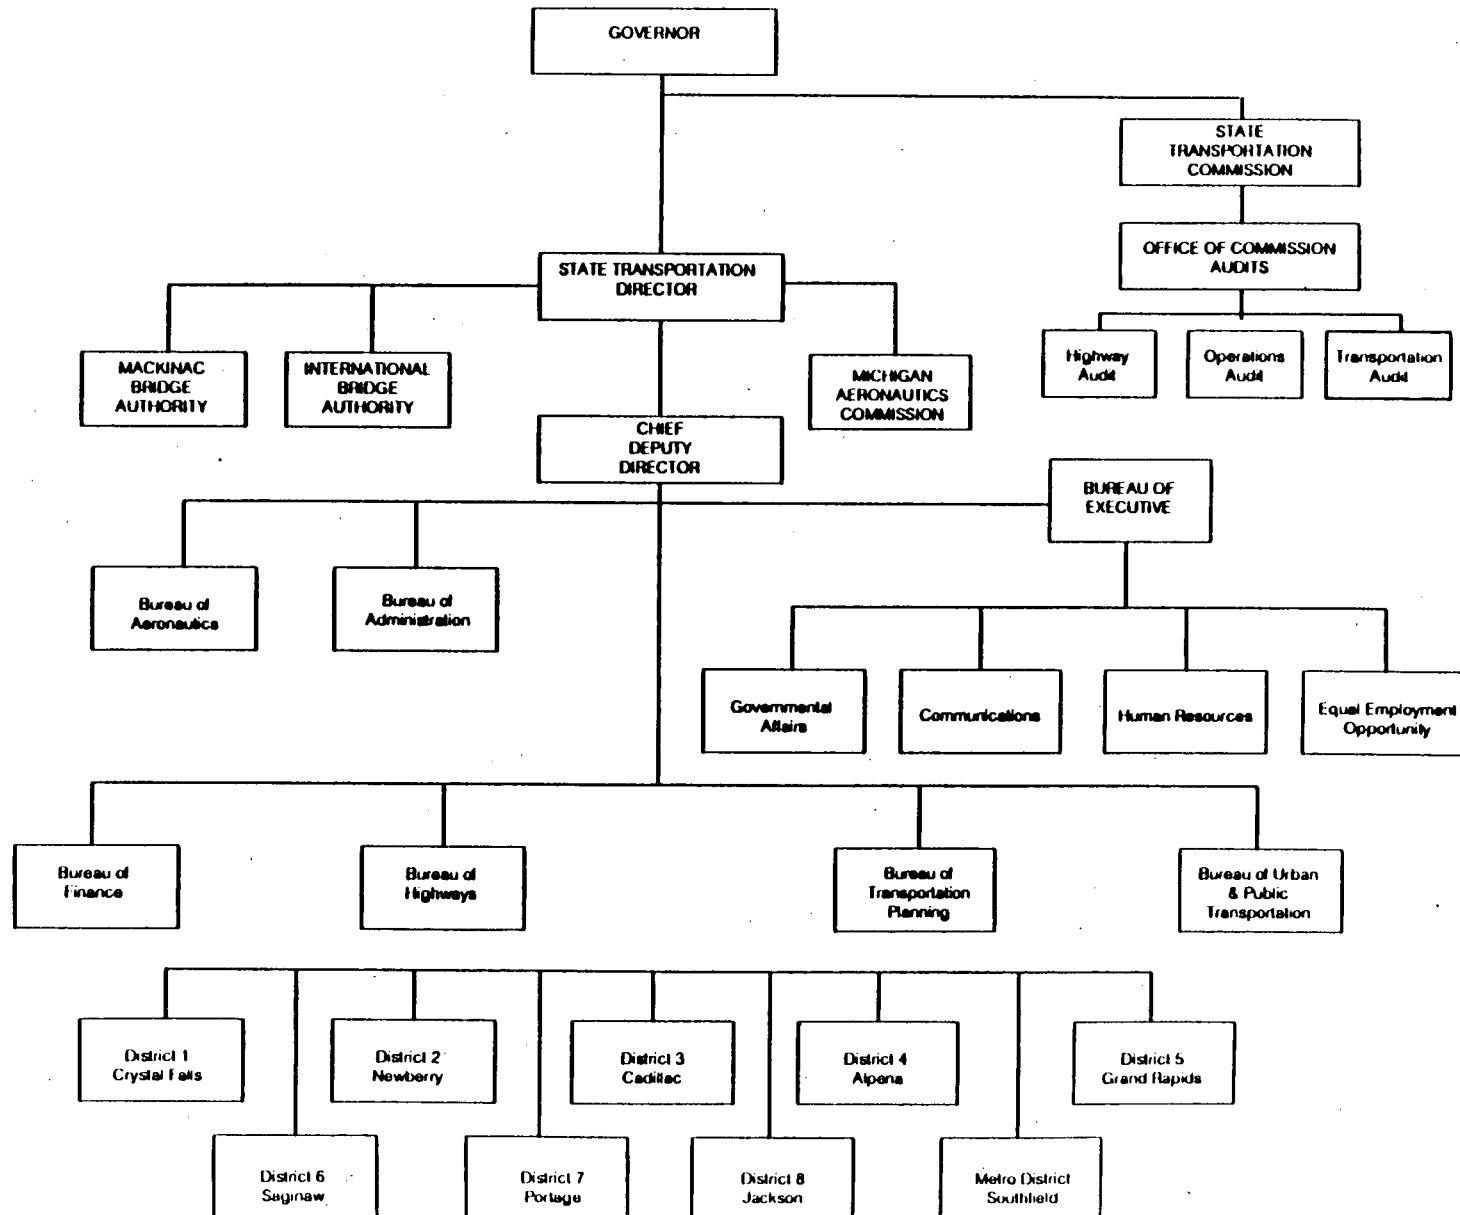 GOVERNOR
STATE
TRANSPORTATION
COMMISSION
OFFICE OF COMMISSION
AUDITS
STATE TRANSPORTATION
DIRECTOR
Highway
Audit
Operations
Audit
Transportation
Audit
MACKINAC
BRIDGE
AUTHORITY
INTERNATIONAL
BRIDGE
AUTHORITY
MICHIGAN
AERONAUTICS
COMMISSION
CHIEF
DEPUTY
DIRECTOR
BUREAU OF
EXECUTIVE
Bureau of
Aeronautics
Bureau of
Administration
Governmental
Affairs
Communications
Human Resources
Equal Employment
Opportunity
Bureau of
Finance
Bureau of
Highways
Bureau of
Transportation
Planning
Bureau of Urban
& Public
Transportation
District 1
Crystal Falls
District 2
Newberry
District 3
Cadillac
District 4
Alpena
District 5
Grand Rapids
District 6
Saginaw
District 7
Portage
District 8
Jackson
Metro District
Southfield